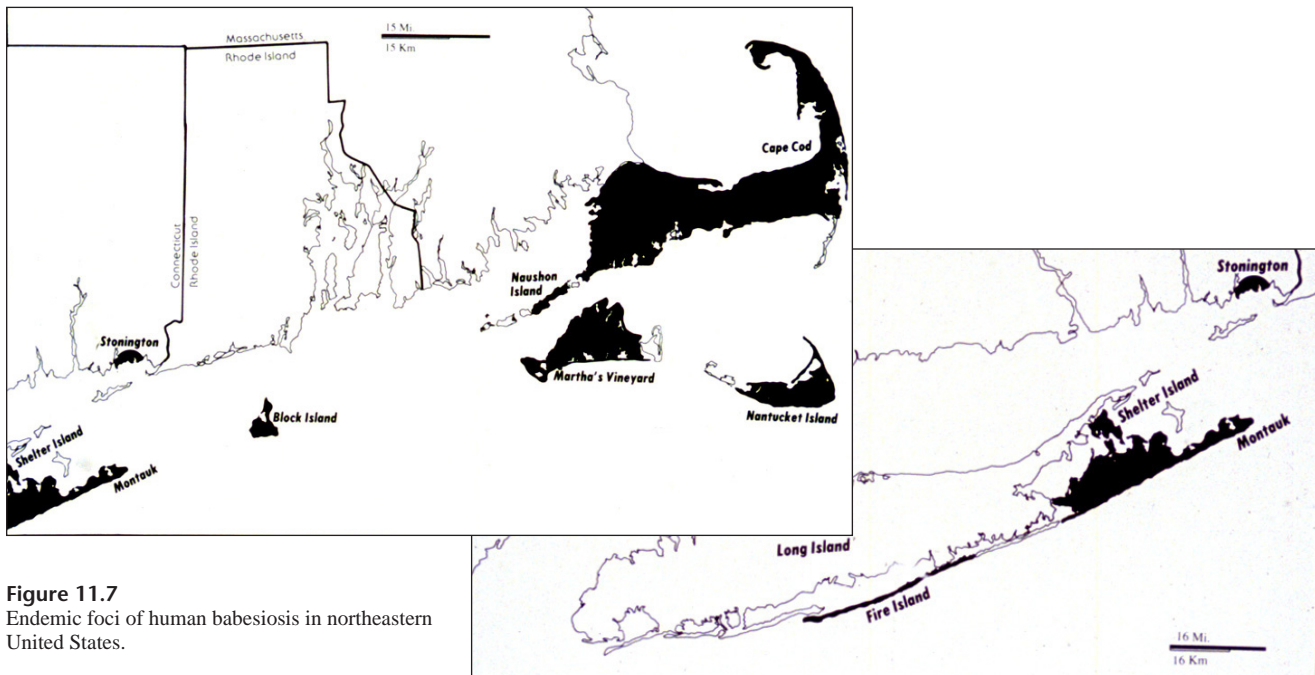 Massachusetts
Rhode Island
15 Mi.
15 Km
Connecticut
Rhode Island
Cape Cod
Naushon
Island
Stonington
Martha's Vineyard
Block Island
Nantucket Island
Shelter Island
Montauk
Stonington
Shelter Island
Montauk
Long Island
Fire Island
16 Mi.
16 Km
Figure 11.7
Endemic foci of human babesiosis in northeastern
United States.